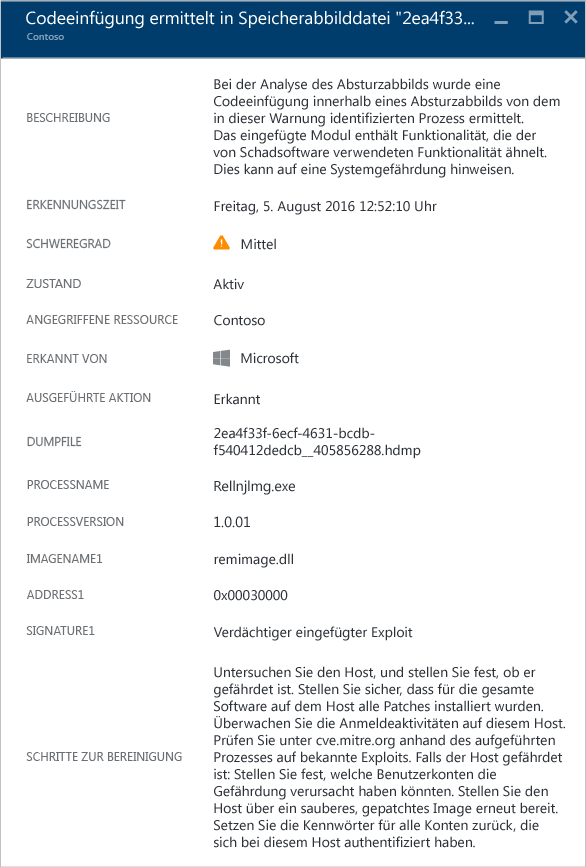 Codeeinfügung ermittelt in Speicherabbilddatei "2ea4f33...
Contoso
BESCHREIBUNG
Bei der Analyse des Absturzabbilds wurde eine
Codeeinfügung innerhalb eines Absturzabbilds von dem
in dieser Warnung identifizierten Prozess ermittelt.
Das eingefügte Modul enthält Funktionalität, die der
von Schadsoftware verwendeten Funktionalität ähnelt.
Dies kann auf eine Systemgefährdung hinweisen.
ERKENNUNGSZEIT
Freitag, 5. August 2016 12:52:10 Uhr
SCHWEREGRAD
Mittel
ZUSTAND
Aktiv
ANGEGRIFFENE RESSOURCE
Contoso
ERKANNT VON
Microsoft
AUSGEFÜHRTE AKTION
Erkannt
DUMPFILE
2ea4f33f-6ecf-4631-bcdb-
f540412dedcb__405856288.hdmp
PROCESSNAME
Rellnjlmg.exe
PROCESSVERSION
1.0.01
IMAGENAME1
remimage.dll
ADDRESS1
0x00030000
SIGNATURE1
Verdächtiger eingefügter Exploit
SCHRITTE ZUR BEREINIGUNG
Untersuchen Sie den Host, und stellen Sie fest, ob er
gefährdet ist. Stellen Sie sicher, dass für die gesamte
Software auf dem Host alle Patches installiert wurden.
Überwachen Sie die Anmeldeaktivitäten auf diesem Host.
Prüfen Sie unter cve.mitre.org anhand des aufgeführten
Prozesses auf bekannte Exploits. Falls der Host gefährdet
ist: Stellen Sie fest, welche Benutzerkonten die
Gefährdung verursacht haben könnten. Stellen Sie den
Host über ein sauberes, gepatchtes Image erneut bereit.
Setzen Sie die Kennwörter für alle Konten zurück, die
sich bei diesem Host authentifiziert haben.